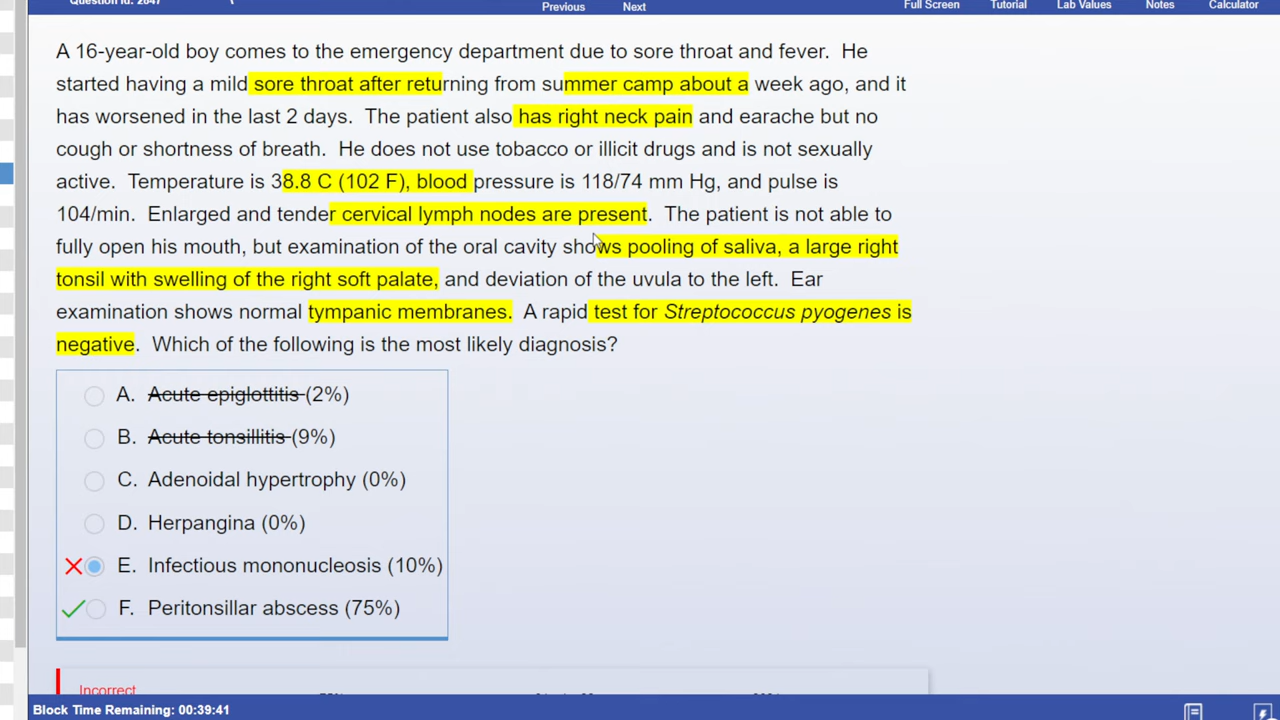 Question Id: 2847
Previous
Next
Full Screen
Tutorial
Lab Values
Notes
Calculator
A 16-year-old boy comes to the emergency department due to sore throat and fever. He
started having a mild sore throat after returning from summer camp about a week ago, and it
has worsened in the last 2 days. The patient also has right neck pain and earache but no
cough or shortness of breath. He does not use tobacco or illicit drugs and is not sexually
active. Temperature is 38.8 C (102 F), blood pressure is 118/74 mm Hg, and pulse is
104/min. Enlarged and tender cervical lymph nodes are present. The patient is not able to
fully open his mouth, but examination of the oral cavity shows pooling of saliva, a large right
tonsil with swelling of the right soft palate, and deviation of the uvula to the left. Ear
examination shows normal tympanic membranes. A rapid test for Streptococcus pyogenes is
negative. Which of the following is the most likely diagnosis?
A. Acute epiglottitis (2%)
B. Acute tonsillitis (9%)
C. Adenoidal hypertrophy (0%)
D. Herpangina (0%)
E. Infectious mononucleosis (10%)
F. Peritonsillar abscess (75%)
Incorrect
Block Time Remaining: 00:39:41